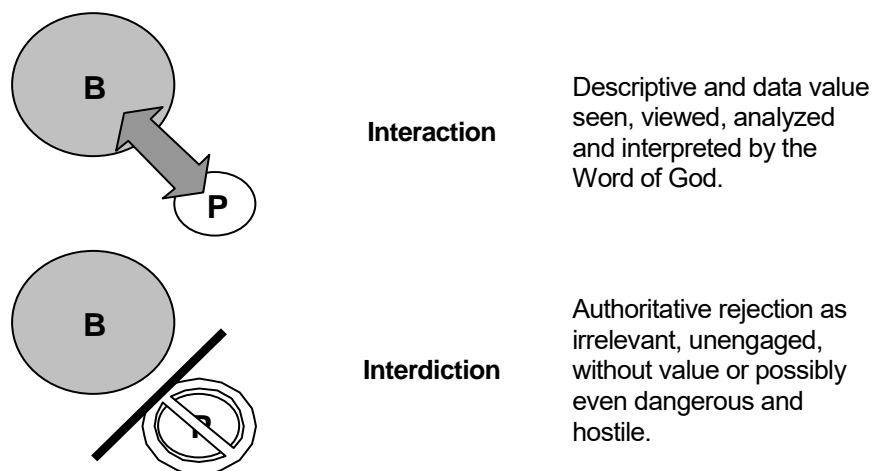 B
P
Interaction
Descriptive and data value
seen, viewed, analyzed
and interpreted by the
Word of God.
B
P
Interdiction
Authoritative rejection as
irrelevant, unengaged,
without value or possibly
even dangerous and
hostile.